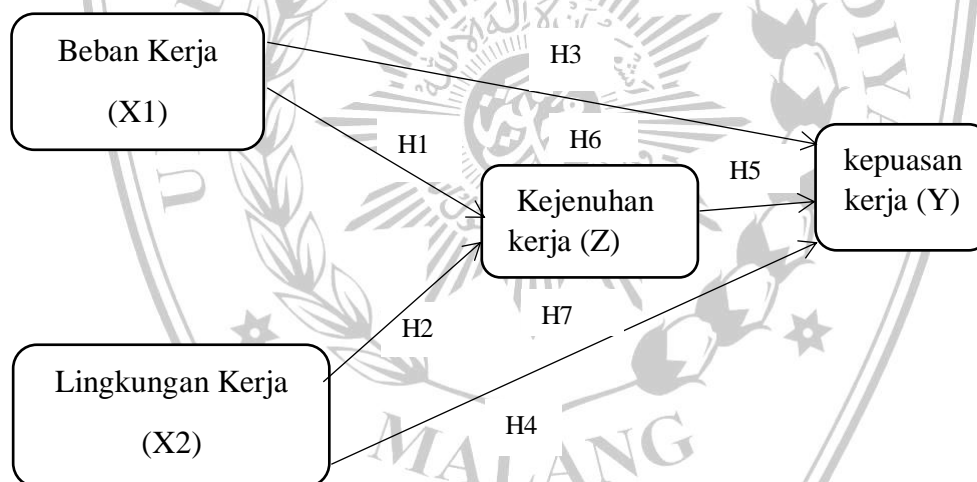 Beban Kerja
(X1)
H3
H1
H6
H5
kepuasan
kerja (Y)
Kejenuhan
kerja (Z)
H2
H7
Lingkungan Kerja
(X2)
H4
MALANG